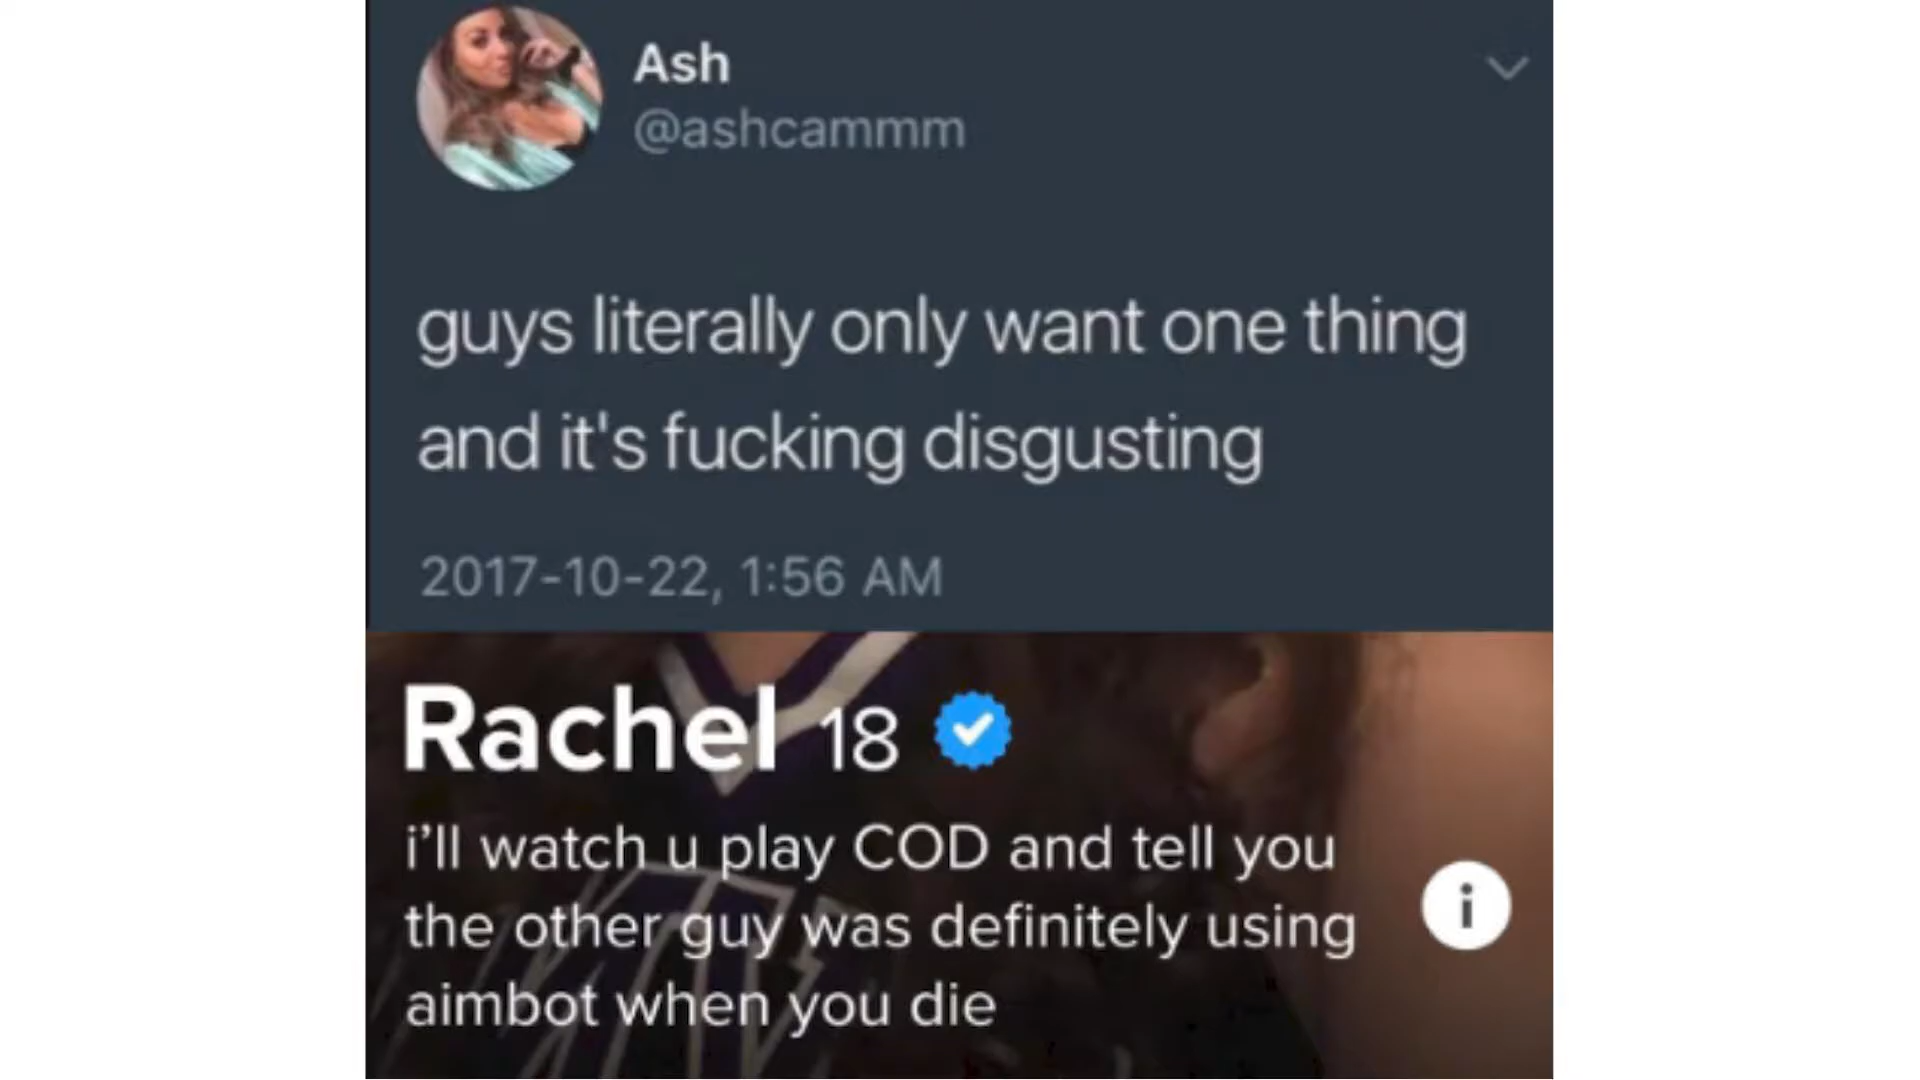 Ash
@ashcammm
guys literally only want one thing
and it's fucking disgusting
2017-10-22, 1:56 AM
Rachel 18
i'll watch u play COD and tell you
the other guy was definitely using
aimbot when you die